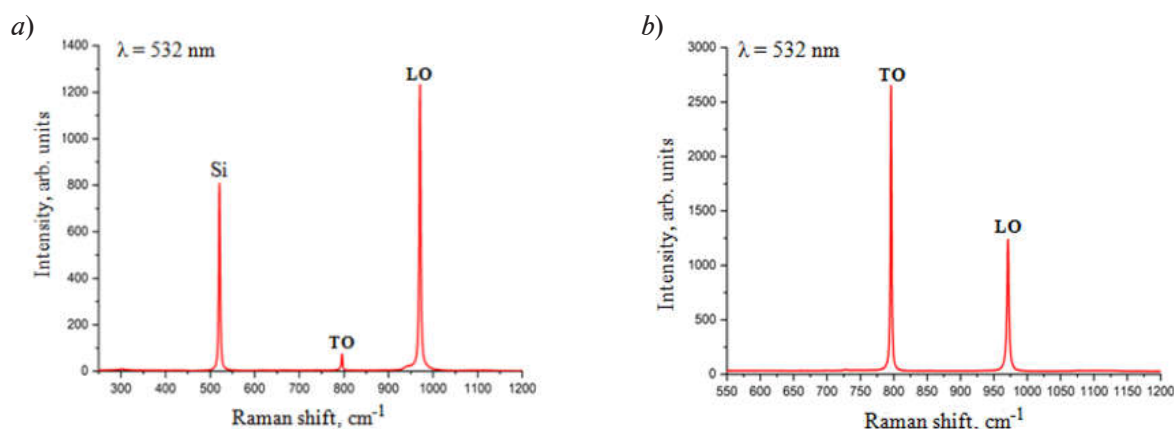 a)
λ = 532 nm
Intensity, arb. units
1400
1200
1000
800
600
400
200
0
Si
TO
LO
300 400 500 600 700 800 900 1000 1100 1200
Raman shift, cm⁻¹
b)
λ = 532 nm
Intensity, arb. units
3000
2500
2000
1500
1000
500
0
TO
LO
550 600 650 700 750 800 850 900 950 1000 1050 1100 1150 1200
Raman shift, cm⁻¹